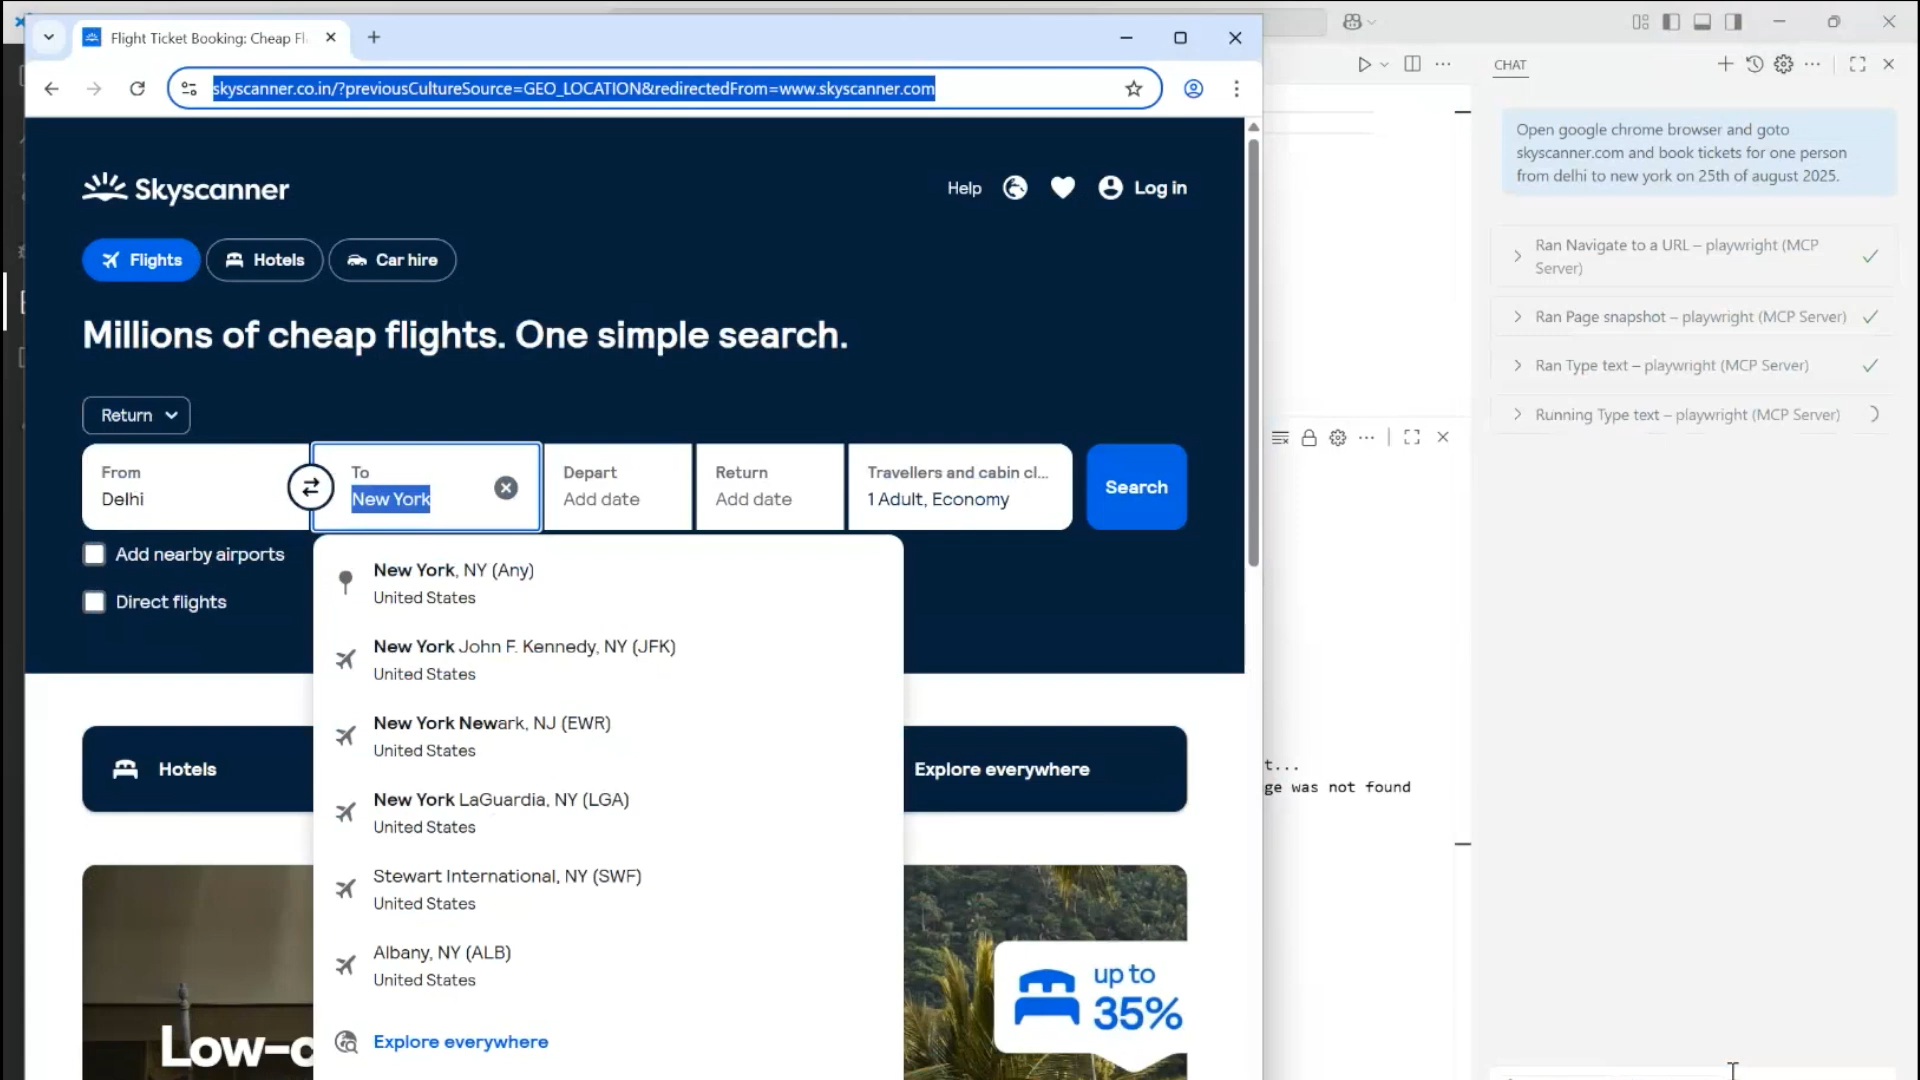 Flight Ticket Booking: Cheap Fl
skyscanner.co.in/?previousCultureSource=GEO_LOCATION&redirectedFrom=www.skyscanner.com
Skyscanner
Help
Log in
Flights
Hotels
Car hire
Millions of cheap flights. One simple search.
Return
From
Delhi
To
New York
Depart
Add date
Return
Add date
Travellers and cabin cl...
1 Adult, Economy
Search
Add nearby airports
Direct flights
New York, NY (Any)
United States
New York John F. Kennedy, NY (JFK)
United States
New York Newark, NJ (EWR)
United States
New York LaGuardia, NY (LGA)
United States
Stewart International, NY (SWF)
United States
Albany, NY (ALB)
United States
Explore everywhere
Hotels
Explore everywhere
Low-c
up to
35%
t...
ge was not found
CHAT
Open google chrome browser and goto
skyscanner.com and book tickets for one person
from delhi to new york on 25th of august 2025.
Ran Navigate to a URL – playwright (MCP
Server)
Ran Page snapshot – playwright (MCP Server)
Ran Type text – playwright (MCP Server)
Running Type text – playwright (MCP Server)